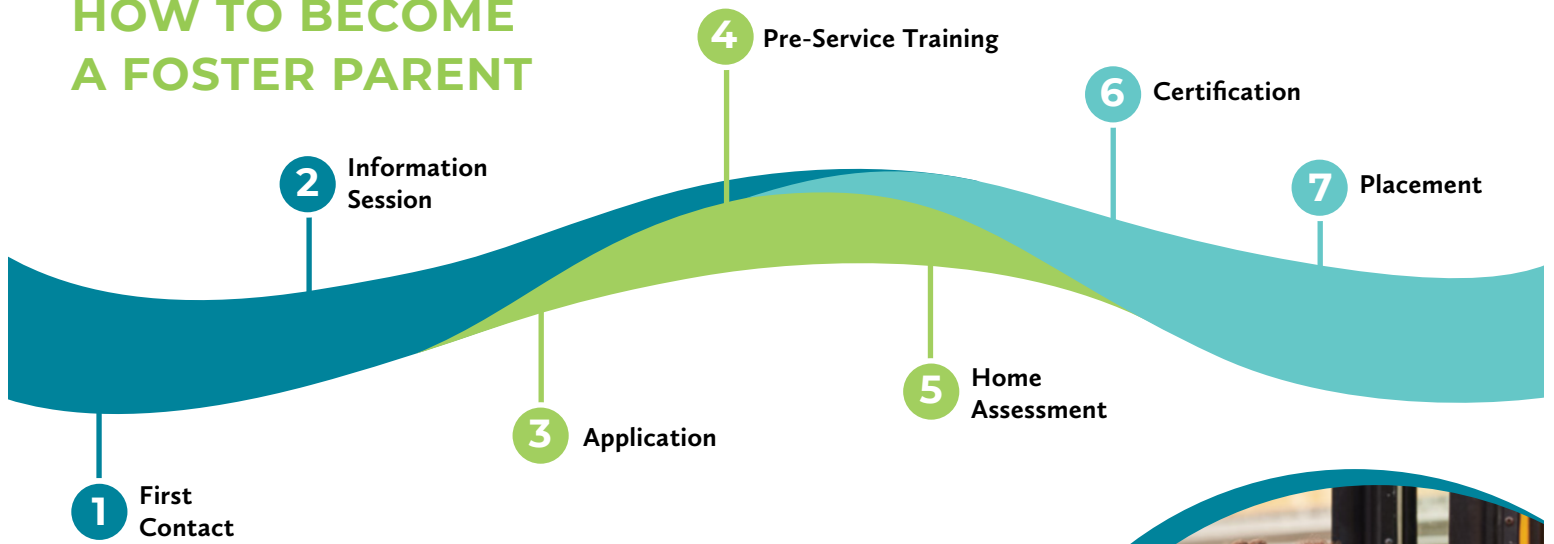 HOW TO BECOME
A FOSTER PARENT
1
First
Contact
2
Information
Session
3
Application
4
Pre-Service Training
5
Home
Assessment
6
Certification
7
Placement